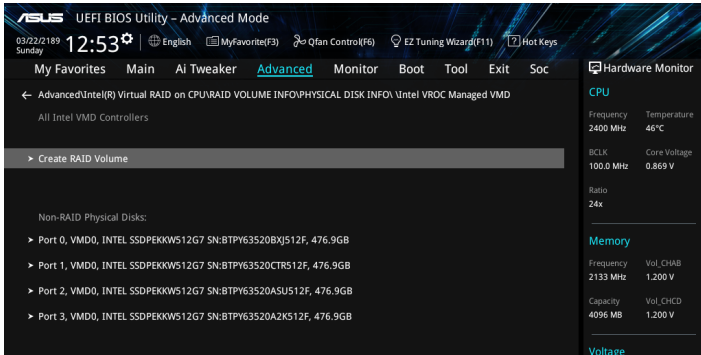 ASUS UEFI BIOS Utility – Advanced Mode
03/22/2189 Sunday 12:53 English MyFavorite(F3) Qfan Control(F6) EZ Tuning Wizard(F11) ? Hot Keys
My Favorites Main Ai Tweaker Advanced Monitor Boot Tool Exit Soc
← Advanced\Intel(R) Virtual RAID on CPU\RAID VOLUME INFO\PHYSICAL DISK INFO\ \Intel VROC Managed VMD
All Intel VMD Controllers
> Create RAID Volume
Non-RAID Physical Disks:
> Port 0, VMD0, INTEL SSDPEKKW512G7 SN:BTPY63520BXJ512F, 476.9GB
> Port 1, VMD0, INTEL SSDPEKKW512G7 SN:BTPY63520CTR512F, 476.9GB
> Port 2, VMD0, INTEL SSDPEKKW512G7 SN:BTPY63520ASU512F, 476.9GB
> Port 3, VMD0, INTEL SSDPEKKW512G7 SN:BTPY63520A2K512F, 476.9GB
Hardware Monitor
CPU
Frequency Temperature
2400 MHz 46°C
BCLK Core Voltage
100.0 MHz 0.869 V
Ratio
24x
Memory
Frequency Vol_CHAB
2133 MHz 1.200 V
Capacity Vol_CHCD
4096 MB 1.200 V
Voltage